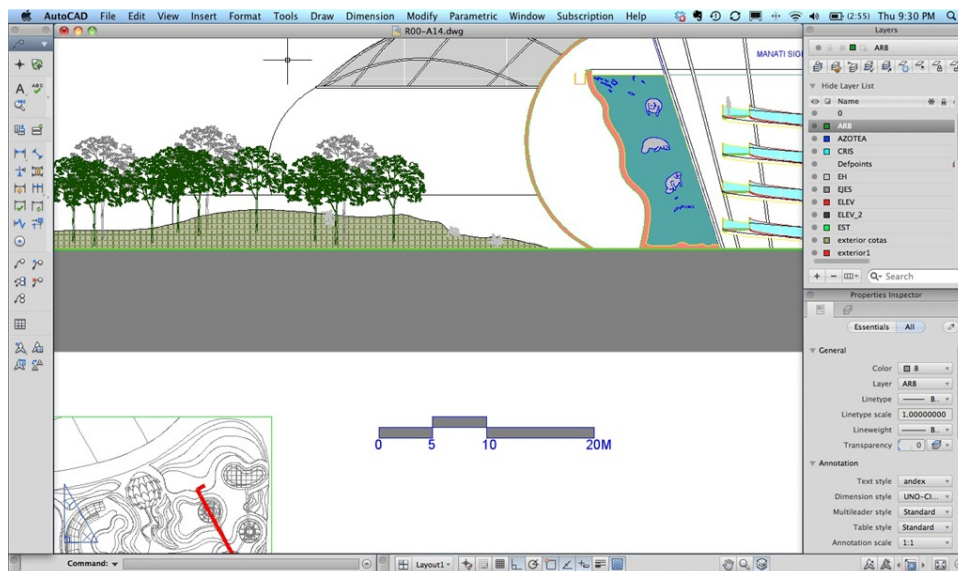 AutoCAD File Edit View Insert Format Tools Draw Dimension Modify Parametric Window Subscription Help
(2:55) Thu 9:30 PM
R00-A14.dwg
Layers
ARB
Hide Layer List
Name
0
ARB
AZOTEA
CRIS
Defpoints
EH
EJES
ELEV
ELEV_2
EST
exterior cotas
exterior1
Search
MANATI SIG
A ABC
Properties Inspector
Essentials All
General
Color 8
Layer ARB
Linetype B..
Linetype scale 1.00000000
Lineweight B..
Transparency 0
Annotation
Text style andex
Dimension style UNO-CI...
Multileader style Standard
Table style Standard
Annotation scale 1:1
0 5 10 20M
Command:
Layout1